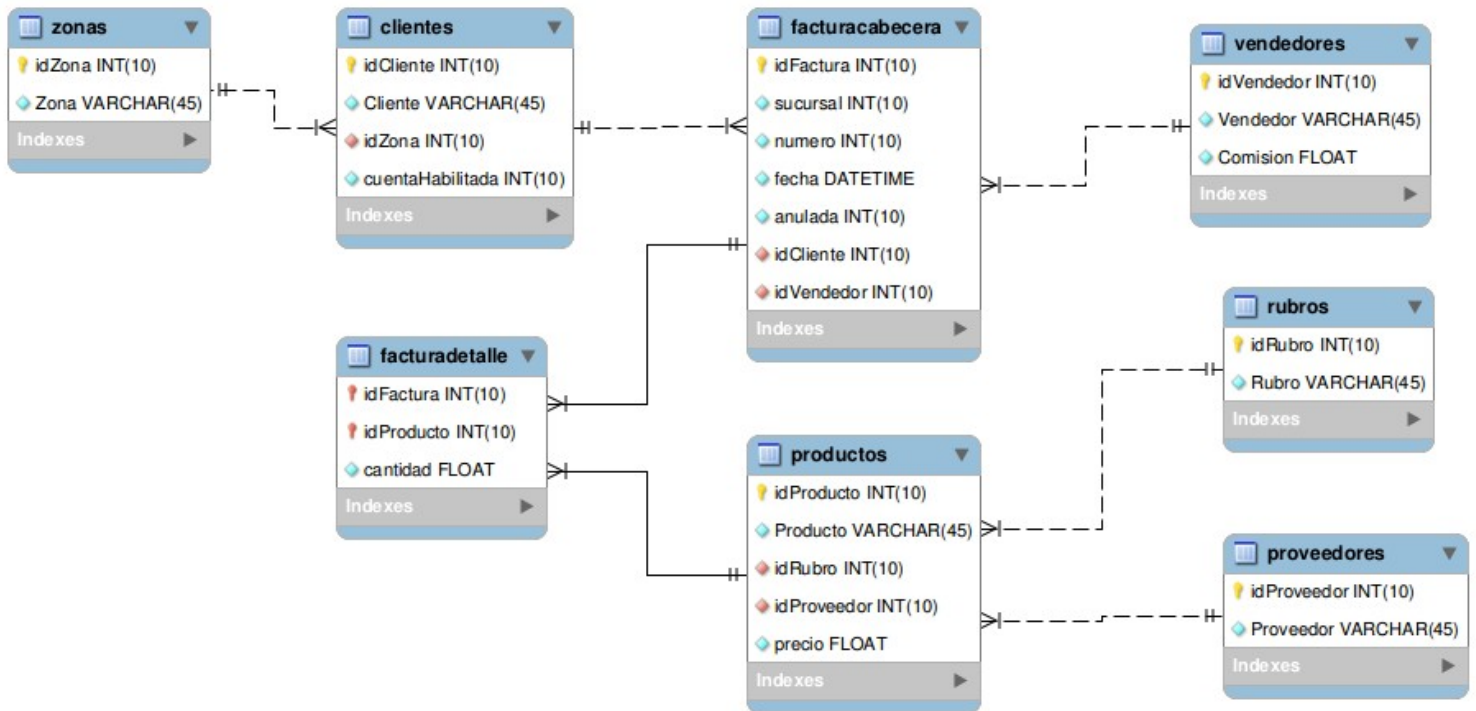 zonas
idZona INT(10)
Zona VARCHAR(45)
Indexes
clientes
idCliente INT(10)
Cliente VARCHAR(45)
idZona INT(10)
cuentaHabilitada INT(10)
Indexes
facturacabecera
idFactura INT(10)
sucursal INT(10)
numero INT(10)
fecha DATETIME
anulada INT(10)
idCliente INT(10)
idVendedor INT(10)
Indexes
vendedores
idVendedor INT(10)
Vendedor VARCHAR(45)
Comision FLOAT
Indexes
facturadetalle
idFactura INT(10)
idProducto INT(10)
cantidad FLOAT
Indexes
productos
idProducto INT(10)
Producto VARCHAR(45)
idRubro INT(10)
idProveedor INT(10)
precio FLOAT
Indexes
rubros
idRubro INT(10)
Rubro VARCHAR(45)
Indexes
proveedores
idProveedor INT(10)
Proveedor VARCHAR(45)
Indexes